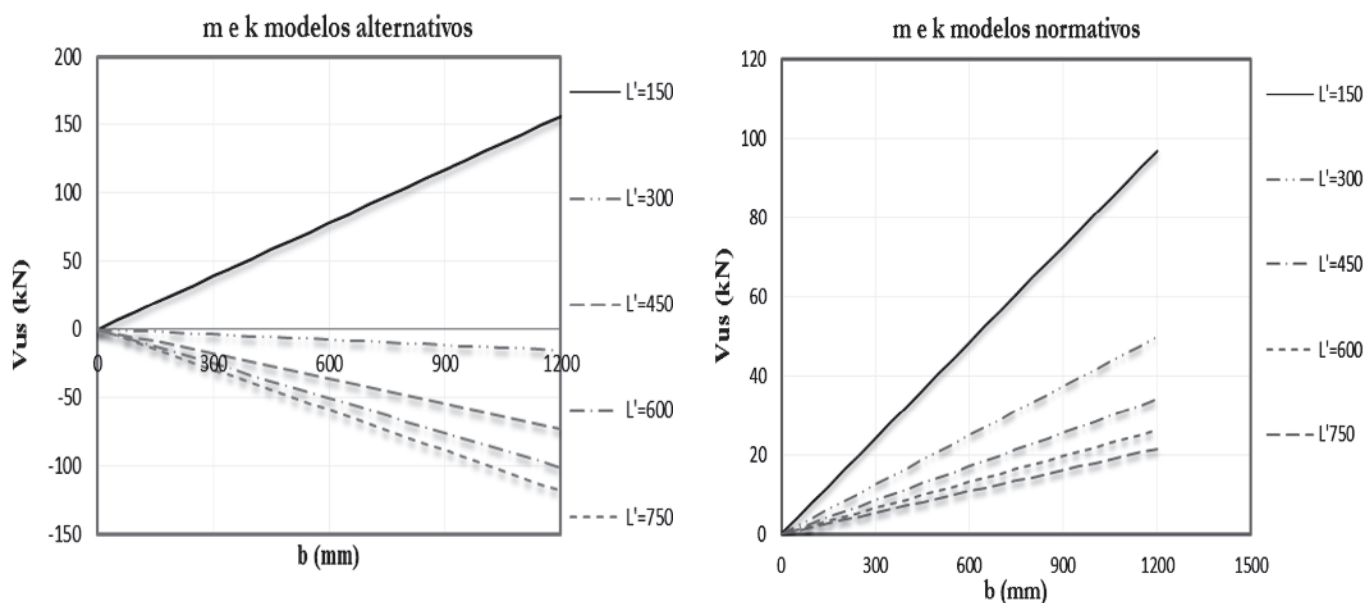 m e k modelos alternativos
200
150
100
50
0
-50
-100
-150
Vus (kN)
0
300
600
900
1200
b (mm)
L'=150
L'=300
L'=450
L'=600
L'=750
m e k modelos normativos
120
100
80
60
40
20
0
Vus (kN)
0
300
600
900
1200
1500
b (mm)
L'=150
L'=300
L'=450
L'=600
L'750